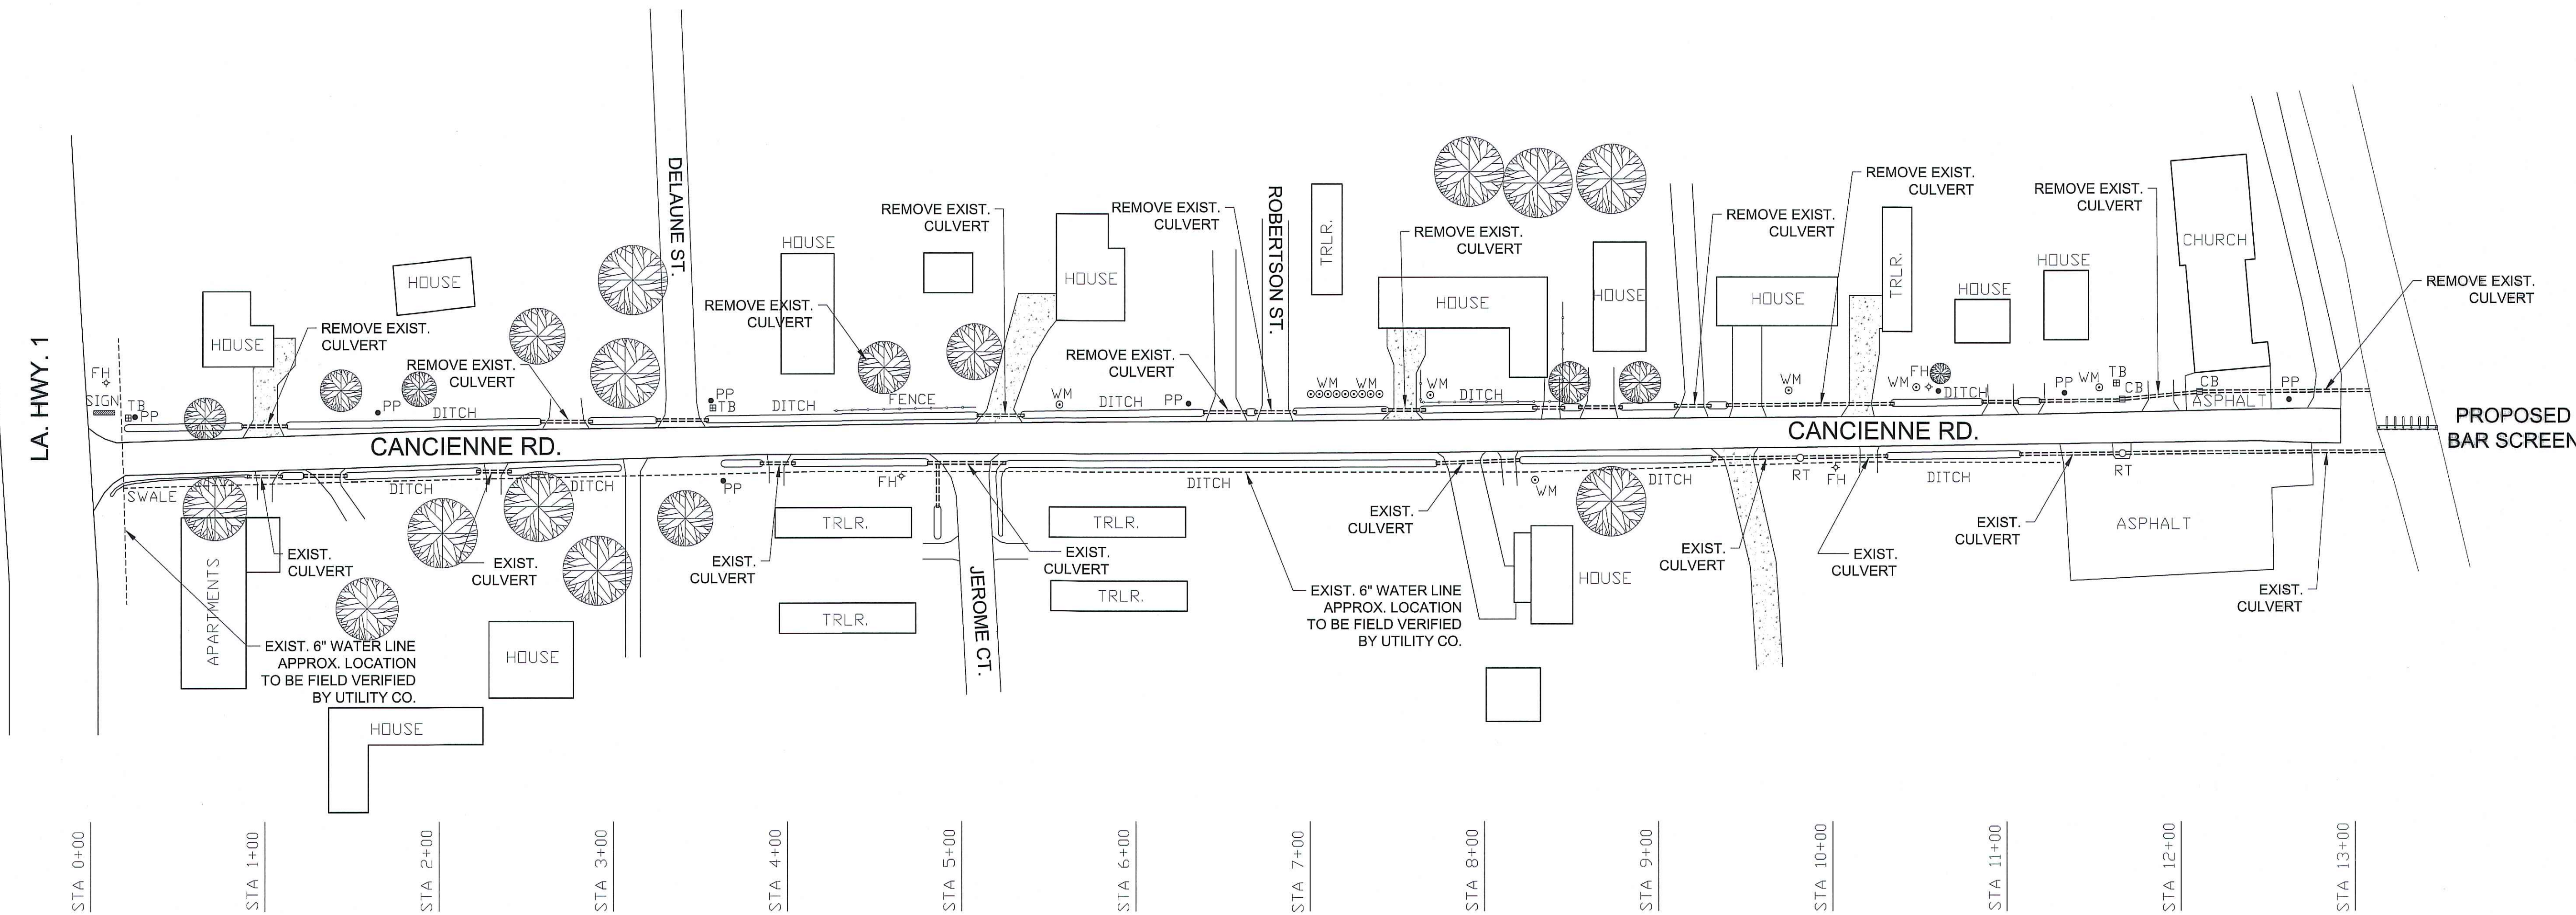 LA. HWY. 1
FH
SIGN
TB
PP
HOUSE
REMOVE EXIST.
CULVERT
HOUSE
REMOVE EXIST.
CULVERT
PP
DITCH
DELAUNE ST.
PP
TB
REMOVE EXIST.
CULVERT
HOUSE
DITCH
FENCE
REMOVE EXIST.
CULVERT
HOUSE
WM
DITCH
PP
REMOVE EXIST.
CULVERT
REMOVE EXIST.
CULVERT
ROBERTSON ST.
TRLR.
WM
WM
REMOVE EXIST.
CULVERT
HOUSE
WM
DITCH
HOUSE
REMOVE EXIST.
CULVERT
HOUSE
WM
REMOVE EXIST.
CULVERT
TRLR.
FH
WM
DITCH
HOUSE
HOUSE
REMOVE EXIST.
CULVERT
PP
WM
TB
CB
CHURCH
CB
ASPHALT
PP
REMOVE EXIST.
CULVERT
CANCIENNE RD.
CANCIENNE RD.
PROPOSED
BAR SCREEN
SWALE
DITCH
DITCH
PP
FH
DITCH
WM
DITCH
RT
FH
DITCH
RT
APARTMENTS
EXIST.
CULVERT
EXIST.
CULVERT
EXIST. 6" WATER LINE
APPROX. LOCATION
TO BE FIELD VERIFIED
BY UTILITY CO.
HOUSE
HOUSE
EXIST.
CULVERT
TRLR.
TRLR.
JEROME CT.
EXIST.
CULVERT
TRLR.
TRLR.
EXIST. 6" WATER LINE
APPROX. LOCATION
TO BE FIELD VERIFIED
BY UTILITY CO.
EXIST.
CULVERT
HOUSE
EXIST.
CULVERT
EXIST.
CULVERT
EXIST.
CULVERT
ASPHALT
EXIST.
CULVERT
STA 0+00
STA 1+00
STA 2+00
STA 3+00
STA 4+00
STA 5+00
STA 6+00
STA 7+00
STA 8+00
STA 9+00
STA 10+00
STA 11+00
STA 12+00
STA 13+00